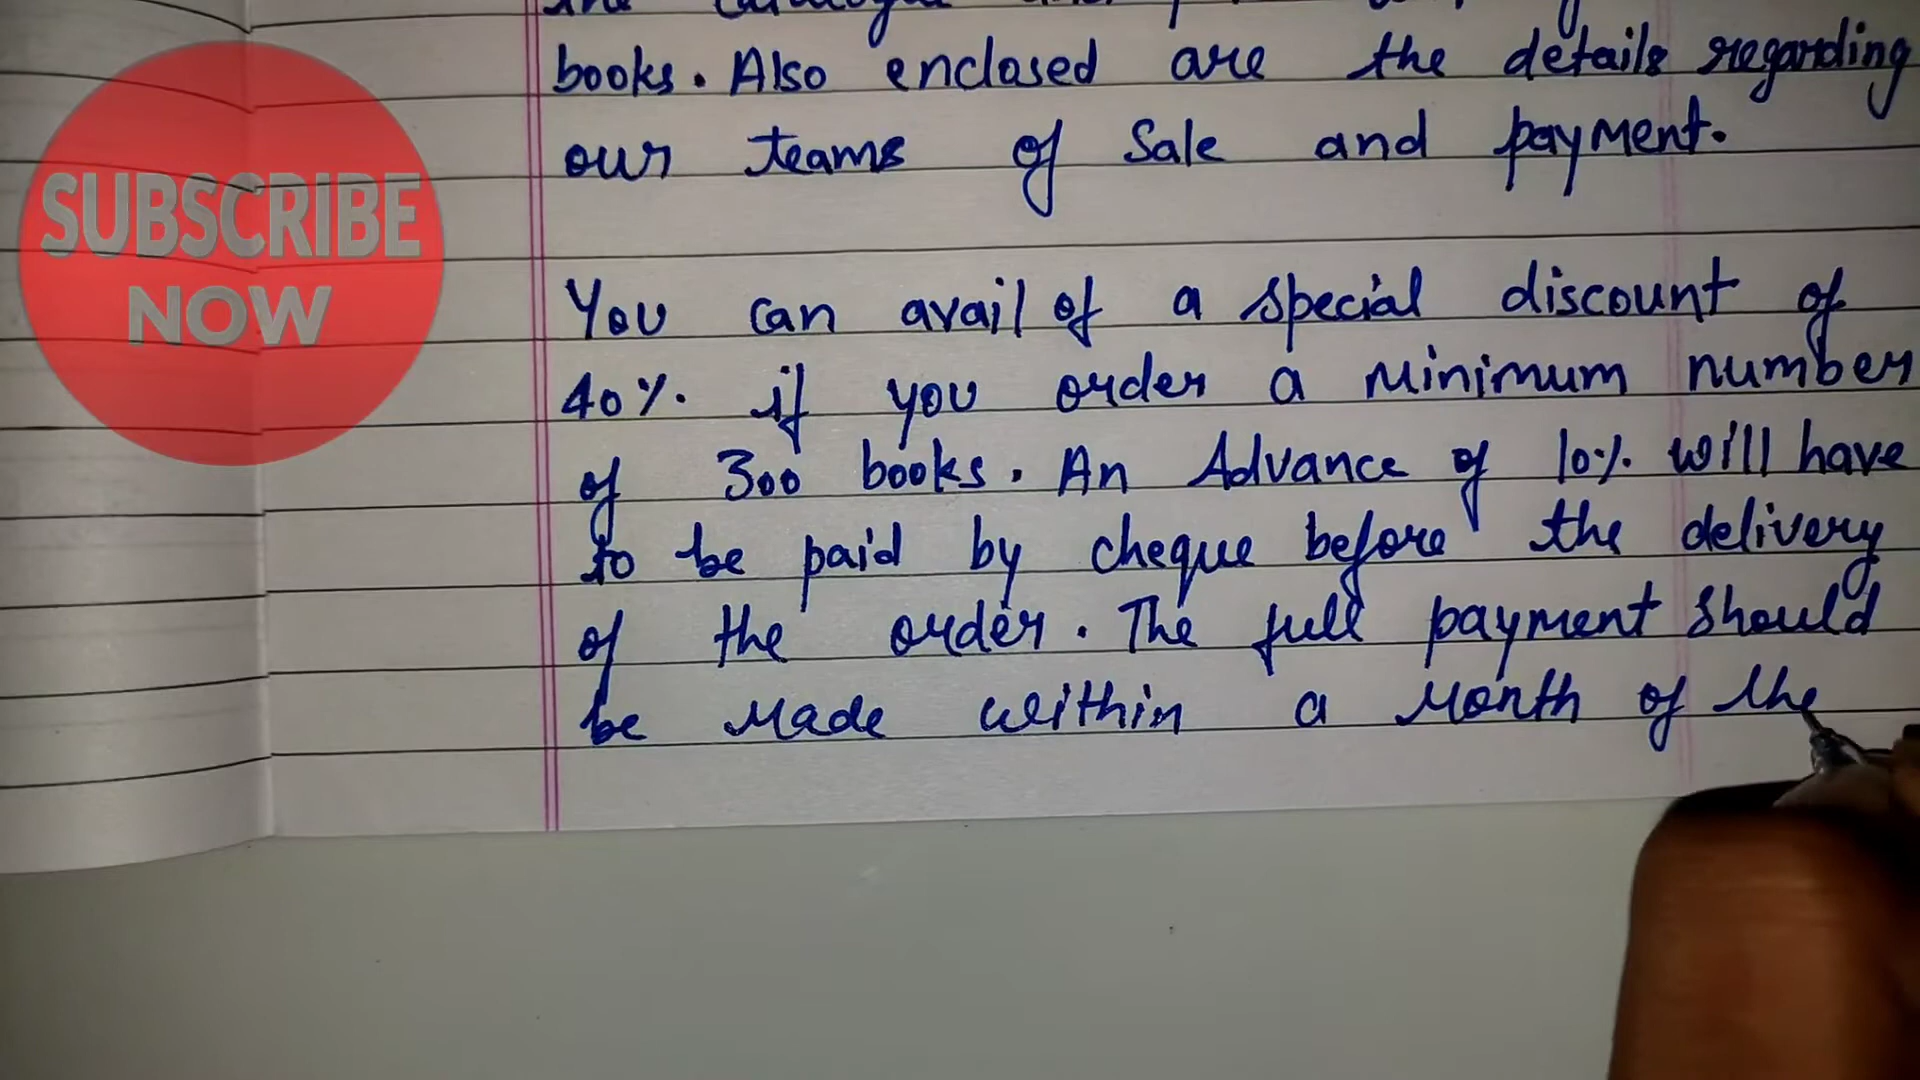 the catalogue
books. Also enclosed are the details regarding
our teams of Sale and payment.
SUBSCRIBE
NOW
You can avail of a special discount of
40%. if you order a minimum number
of 300 books. An Advance of 10%. will have
to be paid by cheque before the delivery
of the order. The full payment should
be made within a month of the